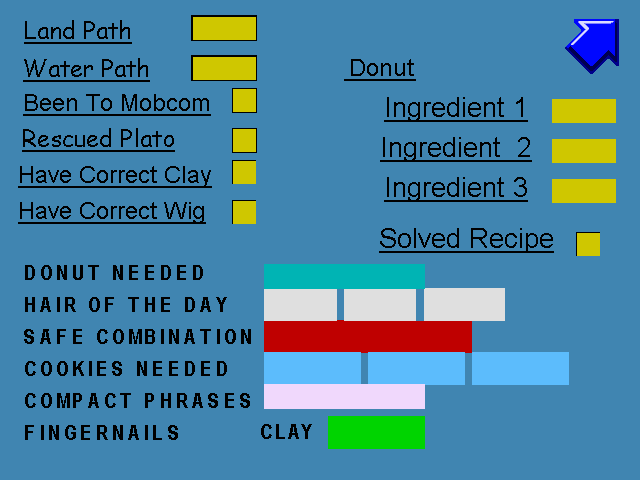 Land Path
Water Path
Been To Mobcom
Rescued Plato
Have Correct Clay
Have Correct Wig
Donut
Ingredient 1
Ingredient 2
Ingredient 3
Solved Recipe
DONUT NEEDED
HAIR OF THE DAY
SAFE COMBINATION
COOKIES NEEDED
COMPACT PHRASES
FINGERNAILS CLAY